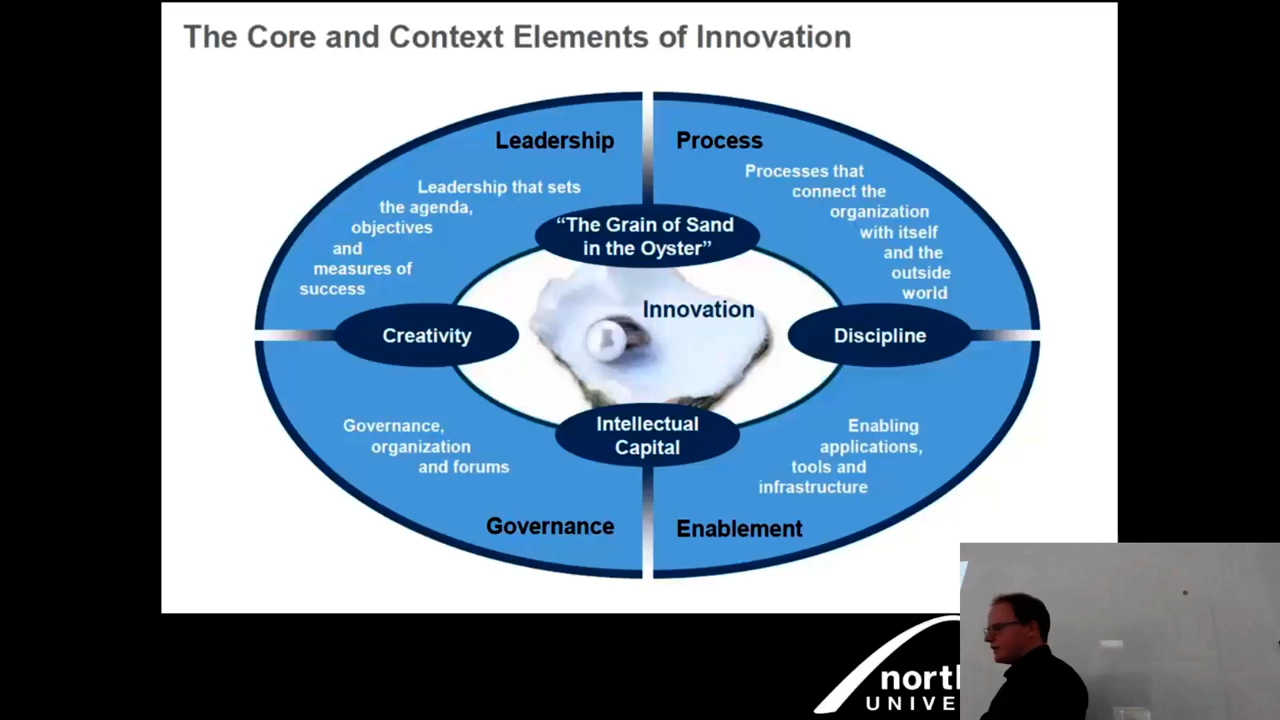 The Core and Context Elements of Innovation
Leadership
Process
Leadership that sets
the agenda,
objectives
and
measures of
success
Processes that
connect the
organization
with itself
and the
outside
world
“The Grain of Sand
in the Oyster”
Innovation
Creativity
Discipline
Intellectual
Capital
Governance,
organization
and forums
Enabling
applications,
tools and
infrastructure
Governance
Enablement